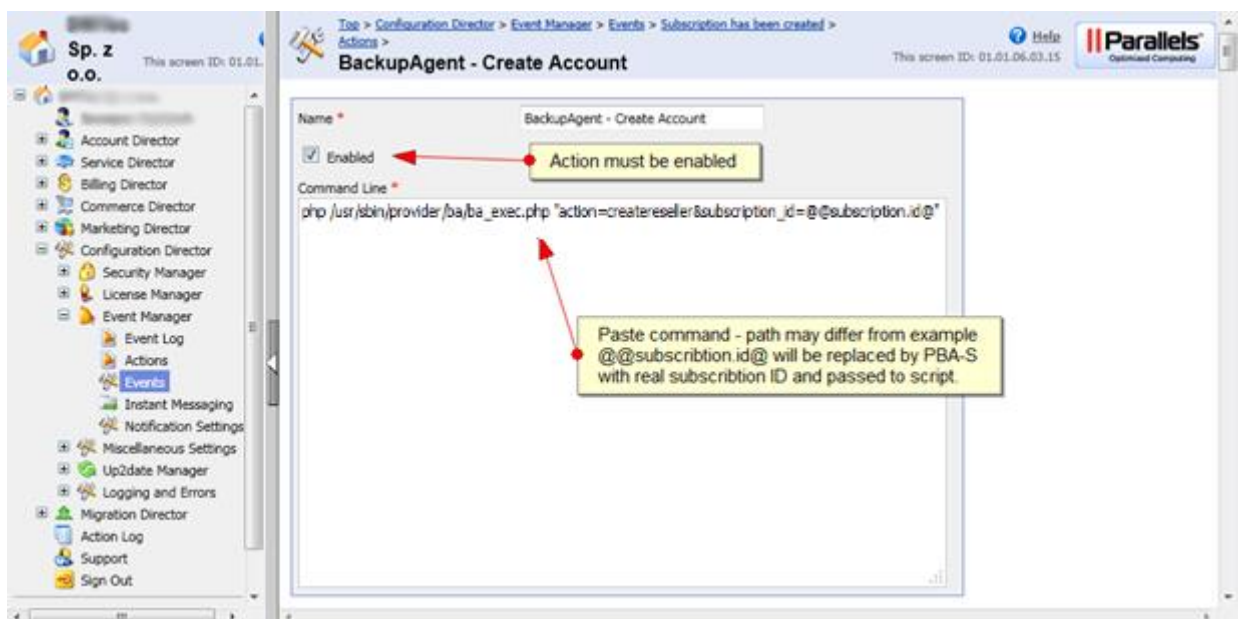 Sp. z
o.o.
This screen ID: 01.01.
Account Director
Service Director
Billing Director
Commerce Director
Marketing Director
Configuration Director
Security Manager
License Manager
Event Manager
Event Log
Actions
Events
Instant Messaging
Notification Settings
Miscellaneous Settings
Up2date Manager
Logging and Errors
Migration Director
Action Log
Support
Sign Out
Top > Configuration Director > Event Manager > Events > Subscription has been created >
Actions >
BackupAgent - Create Account
Help
This screen ID: 01.01.06.03.15
Parallels
Optimized Computing
Name *
BackupAgent - Create Account
Enabled
Action must be enabled
Command Line *
php /usr/sbin/provider/ba/ba_exec.php "action=createreseller&subscription_id=@@subscription.id@"
Paste command - path may differ from example
@@subscribtion.id@ will be replaced by PBA-S
with real subscribtion ID and passed to script.